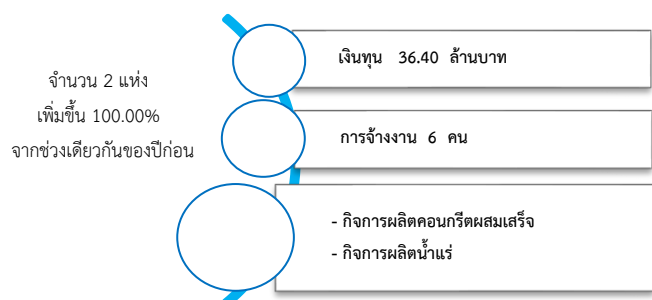 จำนวน 2 แห่ง
เพิ่มขึ้น 100.00%
จากช่วงเดียวกันของปีก่อน
เงินทุน 36.40 ล้านบาท
การจ้างงาน 6 คน
- กิจการผลิตคอนกรีตผสมเสร็จ
- กิจการผลิตน้ำแร่